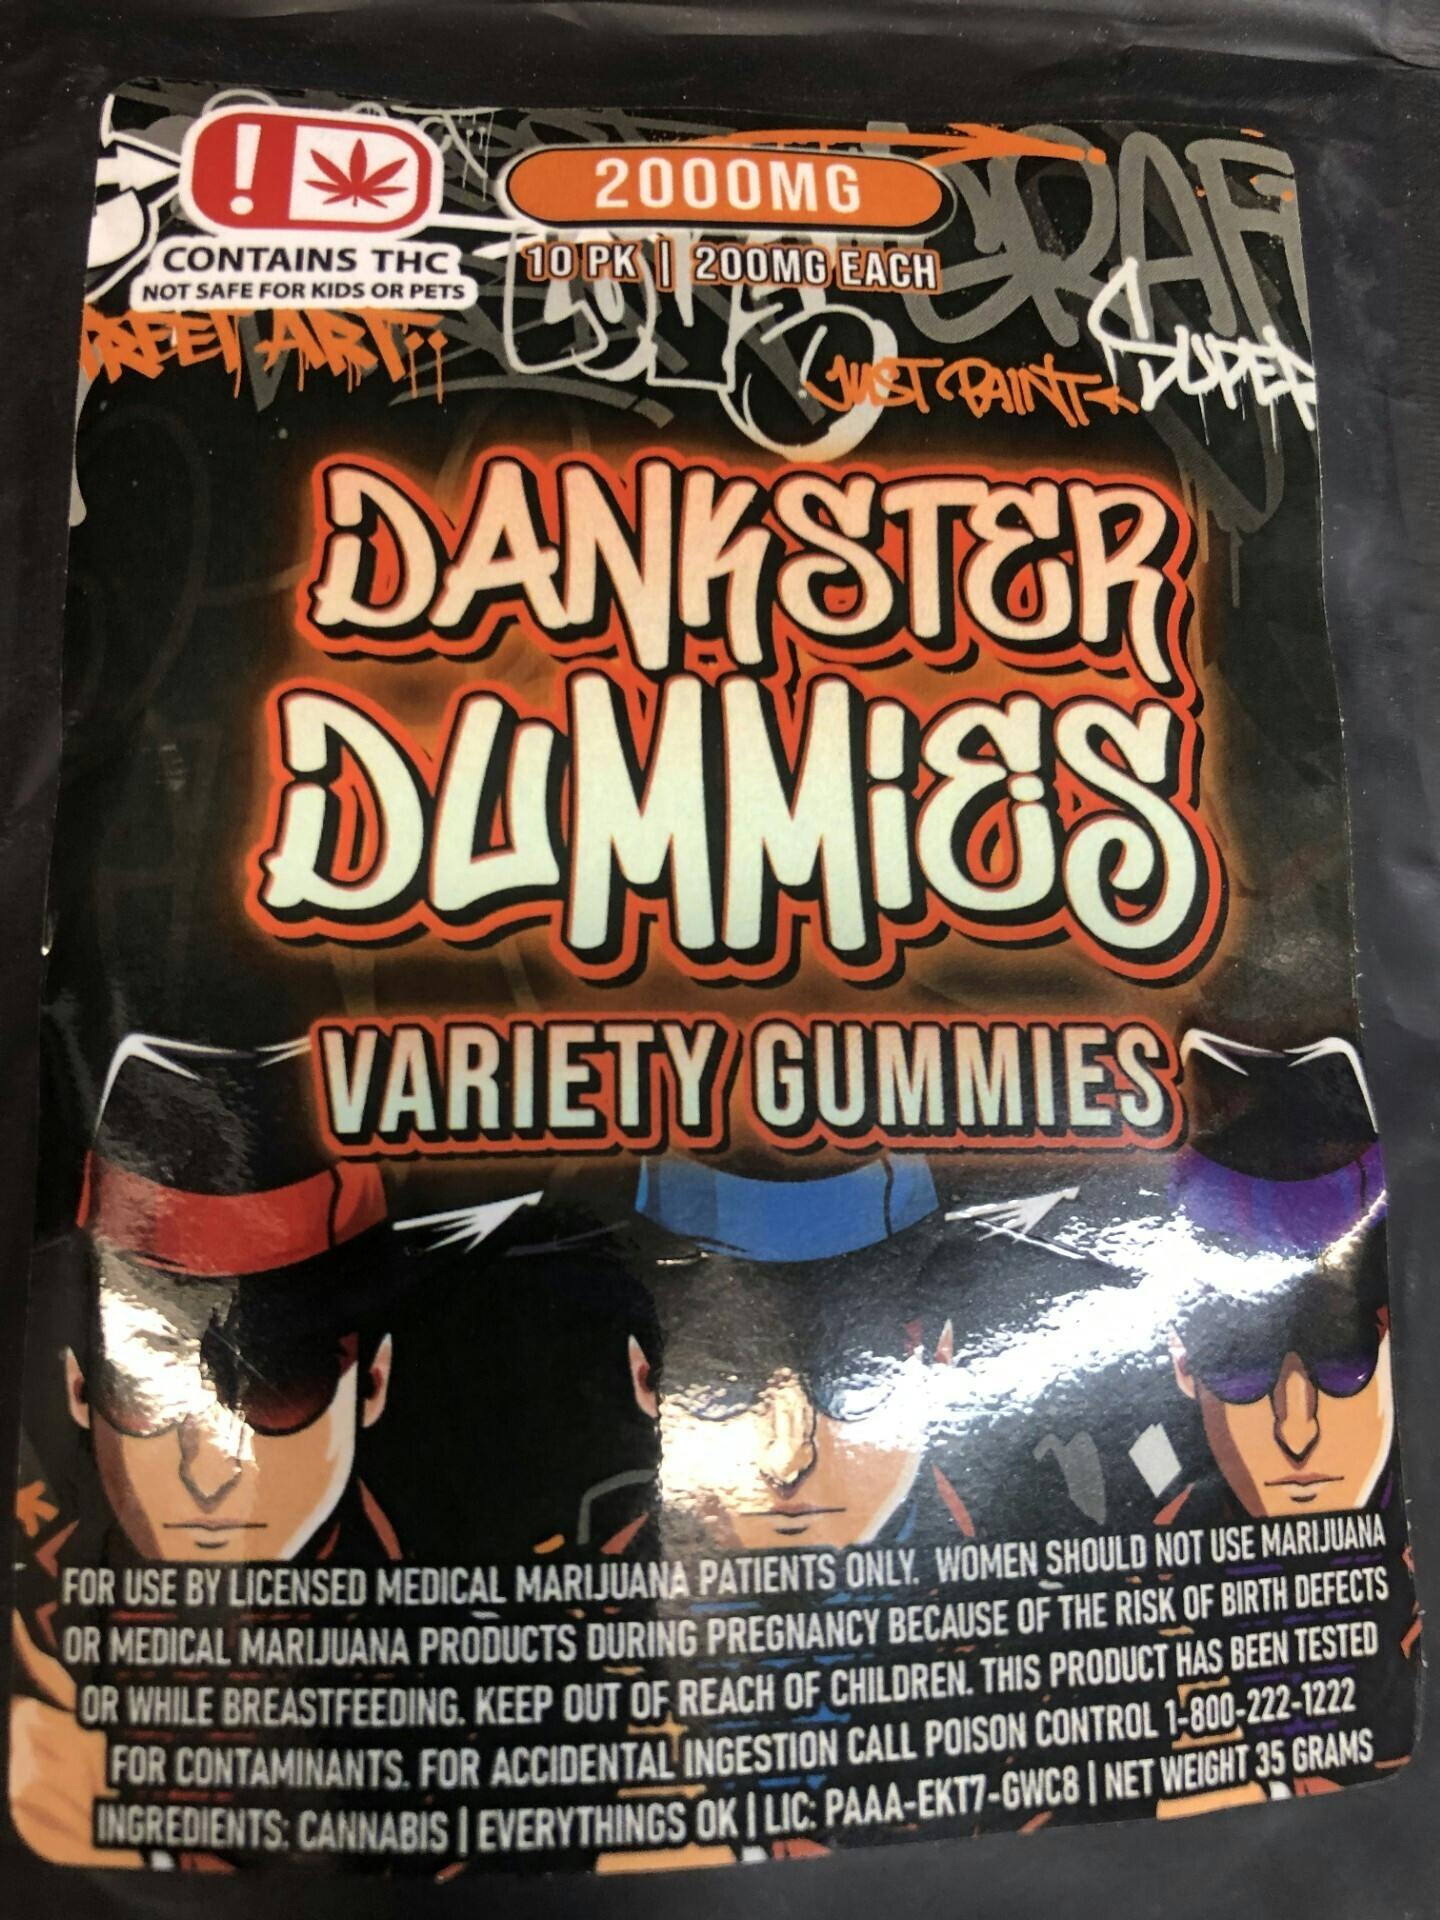 2000MG
CONTAINS THC
NOT SAFE FOR KIDS OR PETS
10 PK | 200MG EACH
STREET ART
JUST PAINT
SUPER
DANKSTER
DUMMIES
VARIETY GUMMIES
FOR USE BY LICENSED MEDICAL MARIJUANA PATIENTS ONLY. WOMEN SHOULD NOT USE MARIJUANA
OR MEDICAL MARIJUANA PRODUCTS DURING PREGNANCY BECAUSE OF THE RISK OF BIRTH DEFECTS
OR WHILE BREASTFEEDING. KEEP OUT OF REACH OF CHILDREN. THIS PRODUCT HAS BEEN TESTED
FOR CONTAMINANTS. FOR ACCIDENTAL INGESTION CALL POISON CONTROL 1-800-222-1222
INGREDIENTS: CANNABIS | EVERYTHINGS OK | LIC: PAAA-EKT7-GWC8 | NET WEIGHT 35 GRAMS